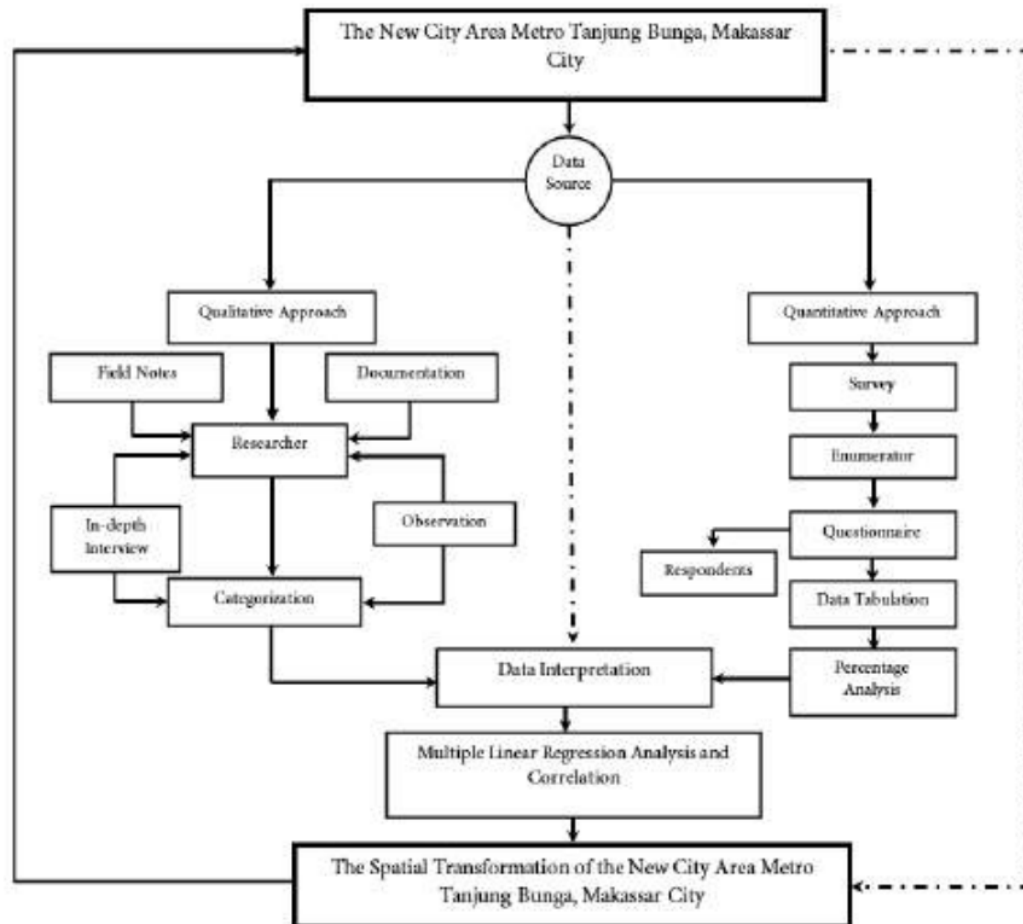 The New City Area Metro Tanjung Bunga, Makassar
City
Data
Source
Qualitative Approach
Quantitative Approach
Field Notes
Documentation
Survey
Researcher
Enumerator
In-depth
Interview
Observation
Questionnaire
Respondents
Categorization
Data Tabulation
Data Interpretation
Percentage
Analysis
Multiple Linear Regression Analysis and
Correlation
The Spatial Transformation of the New City Area Metro
Tanjung Bunga, Makassar City